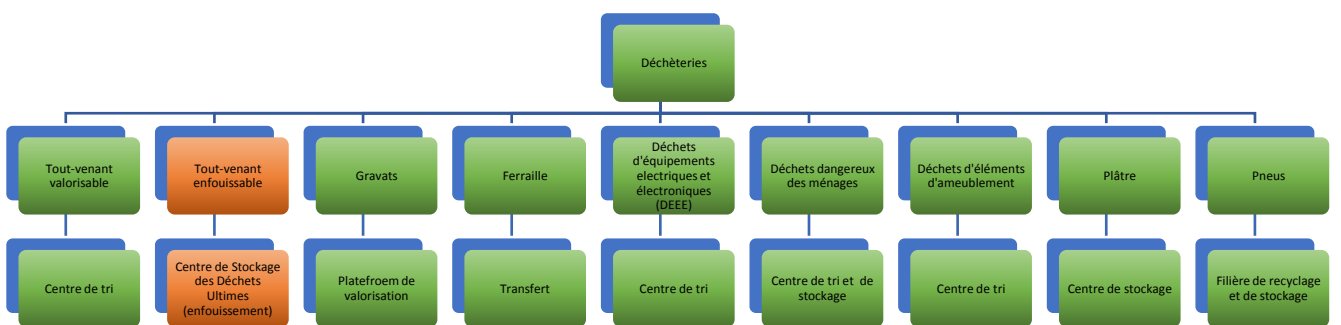 Déchèteries
Tout-venant
valorisable
Tout-venant
enfouissable
Gravats
Ferraille
Déchets
d'équipements
electriques et
électroniques
(DEEE)
Déchets dangereux
des ménages
Déchets d'éléments
d'ameublement
Plâtre
Pneus
Centre de tri
Centre de Stockage
des Déchets
Ultimes
(enfouissement)
Platefroem de
valorisation
Transfert
Centre de tri
Centre de tri et de
stockage
Centre de tri
Centre de stockage
Filière de recyclage
et de stockage